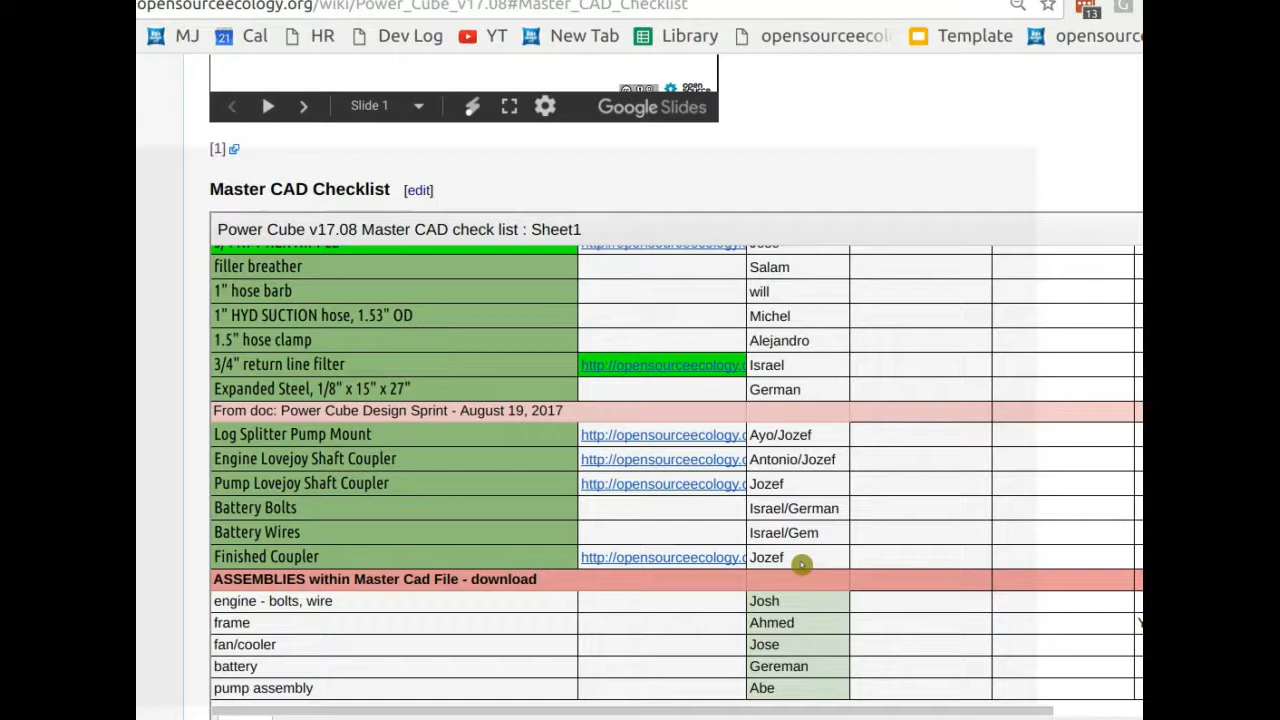 opensourceecology.org/wiki/Power_Cube_v17.08#Master_CAD_Checklist
13 G
MJ 21 Cal HR Dev Log YT New Tab Library opensourceecol Template opensourc
Slide 1 Google Slides
[1]
Master CAD Checklist [edit]
Power Cube v17.08 Master CAD check list : Sheet1
filler breather Salam
1" hose barb will
1" HYD SUCTION hose, 1.53" OD Michel
1.5" hose clamp Alejandro
3/4" return line filter http://opensourceecology.o Israel
Expanded Steel, 1/8" x 15" x 27" German
From doc: Power Cube Design Sprint - August 19, 2017
Log Splitter Pump Mount http://opensourceecology.o Ayo/Jozef
Engine Lovejoy Shaft Coupler http://opensourceecology.o Antonio/Jozef
Pump Lovejoy Shaft Coupler http://opensourceecology.o Jozef
Battery Bolts Israel/German
Battery Wires Israel/Gem
Finished Coupler http://opensourceecology.o Jozef
ASSEMBLIES within Master Cad File - download
engine - bolts, wire Josh
frame Ahmed
fan/cooler Jose
battery Gereman
pump assembly Abe